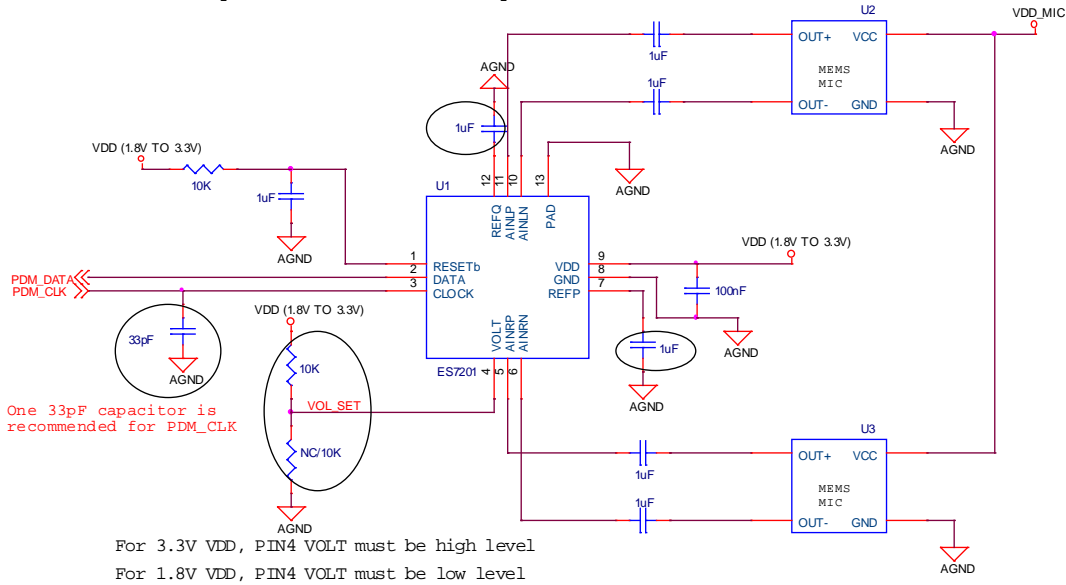 U2
VDD_MIC
OUT+
VCC
1uF
MEMS
MIC
AGND
1uF
OUT-
GND
1uF
AGND
VDD (1.8V TO 3.3V)
10K
1uF
AGND
U1
12
11
10
13
AGND
REFQ
AINLP
AINLN
PAD
VDD (1.8V TO 3.3V)
1
RESETb
VDD
9
PDM_DATA
2
DATA
GND
8
PDM_CLK
3
CLOCK
REFP
7
100nF
AGND
VDD (1.8V TO 3.3V)
33pF
AGND
VOLT
AINRP
AINRN
1uF
AGND
10K
ES7201
4
5
6
One 33pF capacitor is
recommended for PDM_CLK
VOL_SET
NC/10K
AGND
U3
OUT+
VCC
1uF
MEMS
MIC
1uF
OUT-
GND
AGND
For 3.3V VDD, PIN4 VOLT must be high level
For 1.8V VDD, PIN4 VOLT must be low level